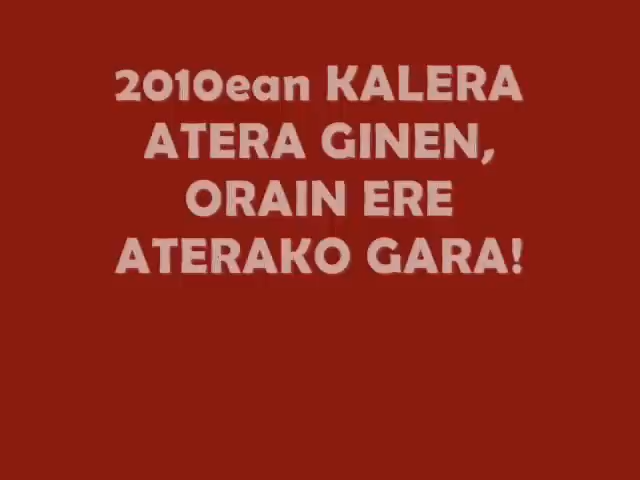 2010ean KALERA
ATERA GINEN,
ORAIN ERE
ATERAKO GARA!